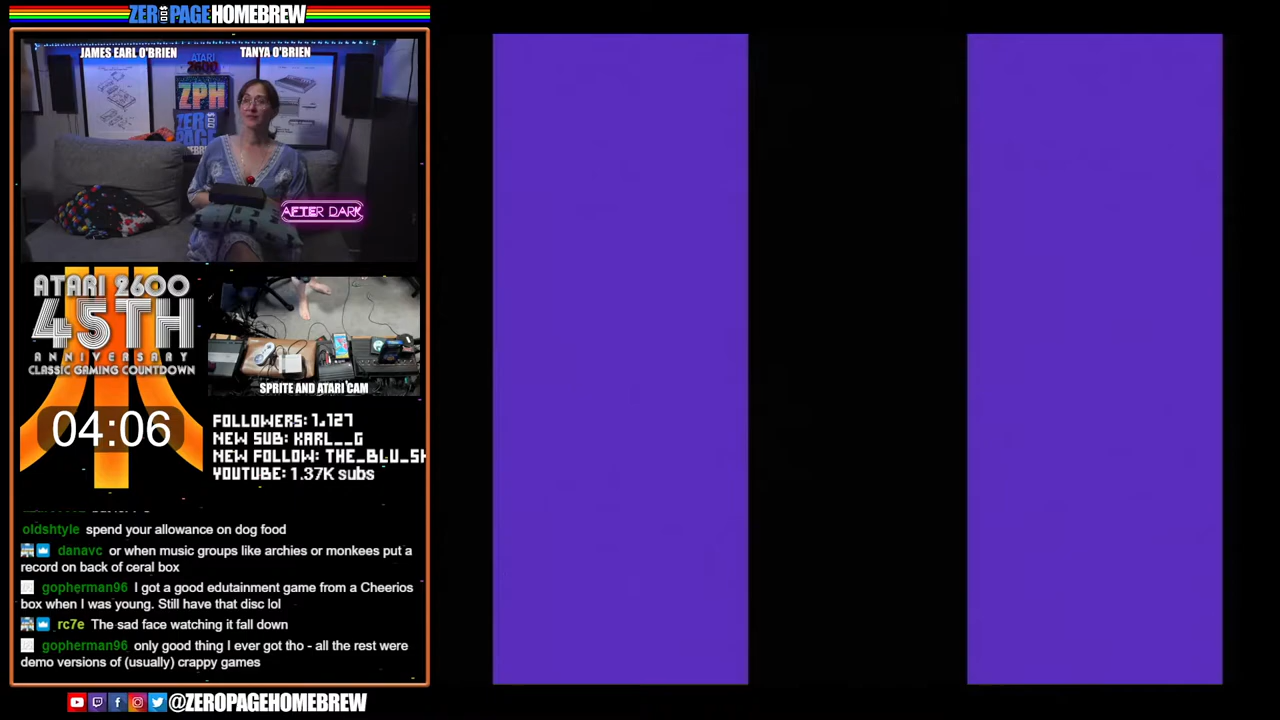 ZEROPAGE HOMEBREW
JAMES EARL O'BRIEN
TANYA O'BRIEN
ATARI
ZPH
ZERO
PAGE
AFTER DARK
ATARI 2600
45TH
ANNIVERSARY
CLASSIC GAMING COUNTDOWN
04:06
SPRITE AND ATARI CAM
FOLLOWERS: 1,127
NEW SUB: KARL__G
NEW FOLLOW: THE_BLU_SH
YOUTUBE: 1.37K subs
oldshtyle spend your allowance on dog food
danavc or when music groups like archies or monkees put a
record on back of ceral box
gopherman96 I got a good edutainment game from a Cheerios
box when I was young. Still have that disc lol
rc7e The sad face watching it fall down
gopherman96 only good thing I ever got tho - all the rest were
demo versions of (usually) crappy games
@ZEROPAGEHOMEBREW